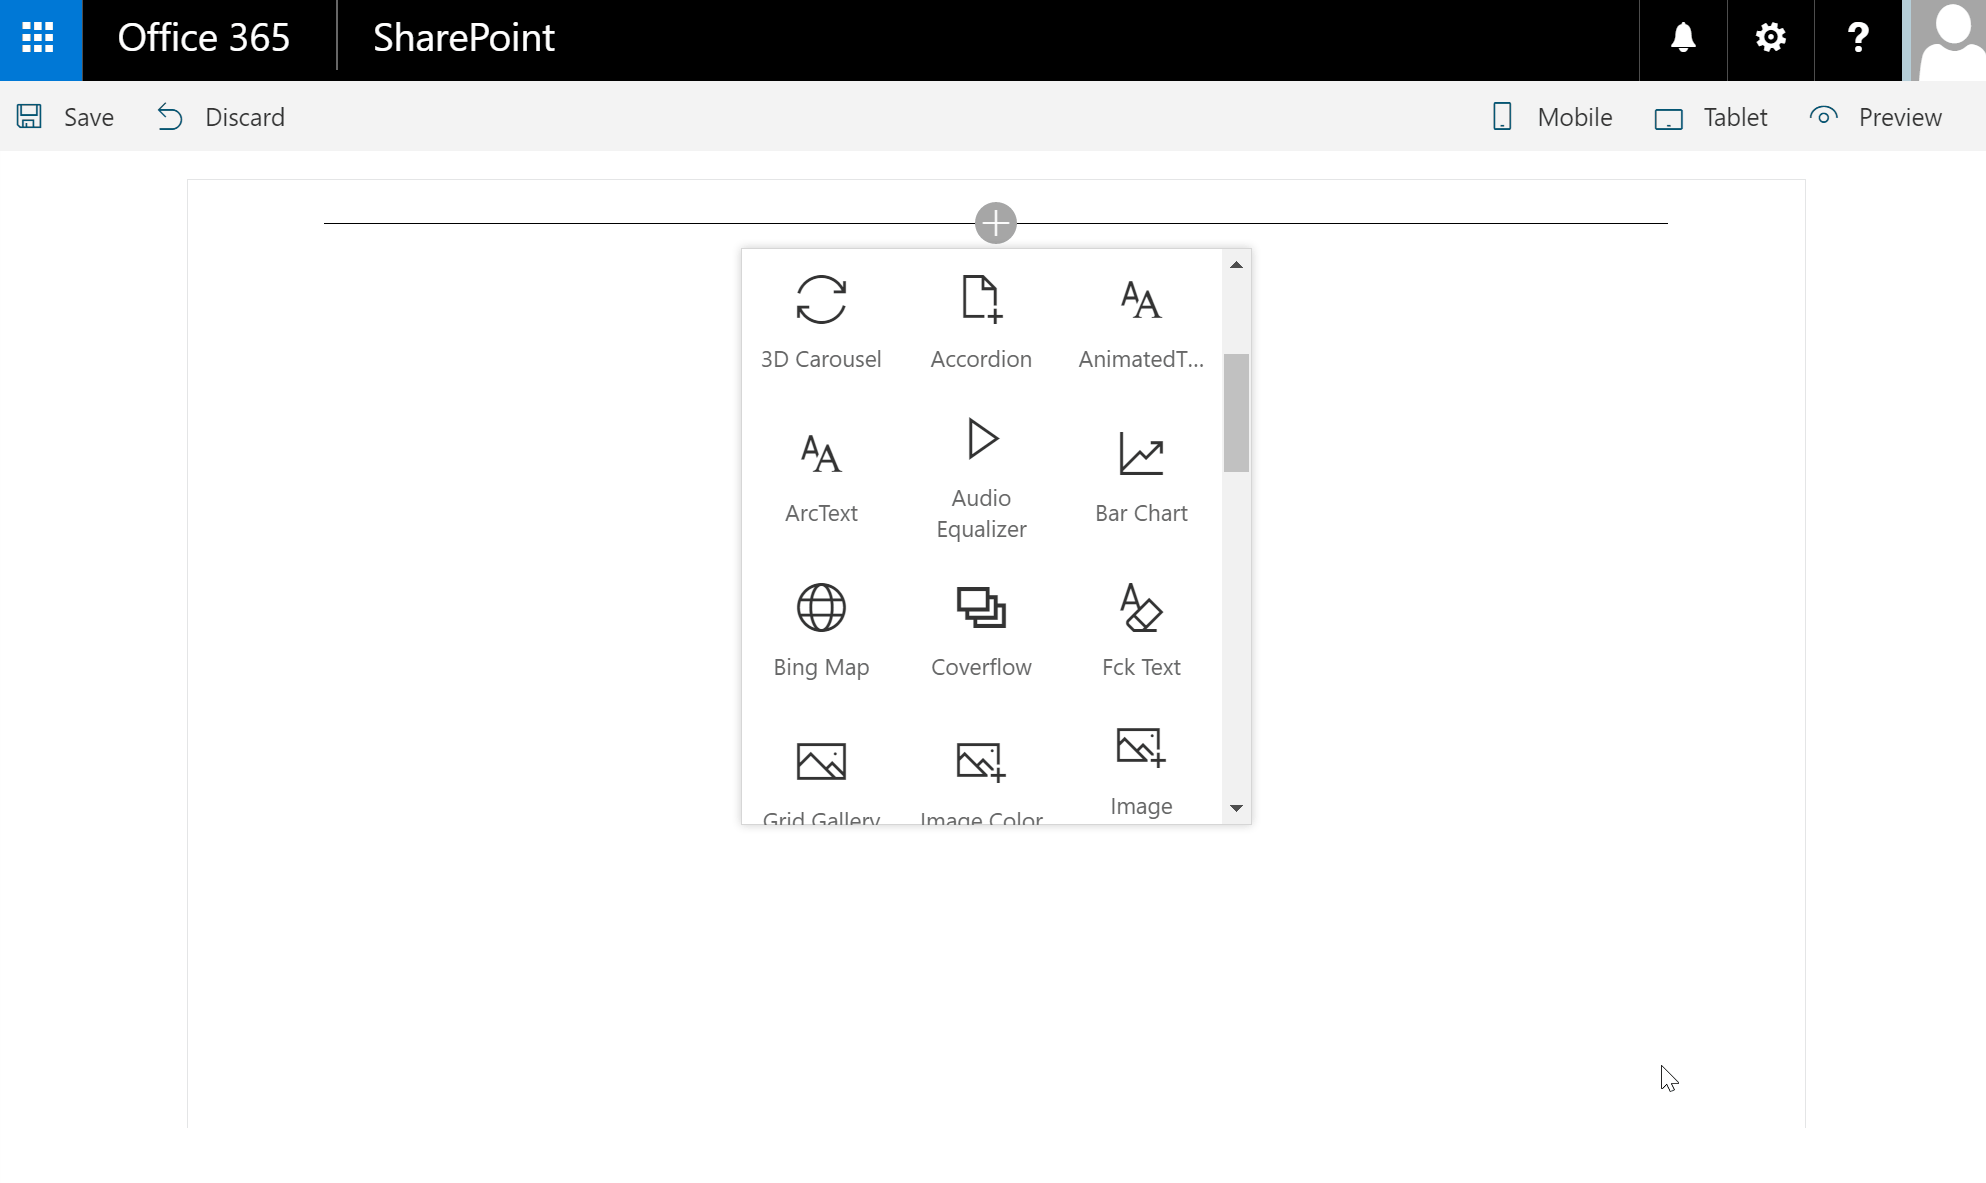 Office 365 SharePoint ?
Save Discard Mobile Tablet Preview
3D Carousel Accordion AnimatedT...
ArcText Audio Equalizer Bar Chart
Bing Map Coverflow Fck Text
Grid Gallery Image Color Image